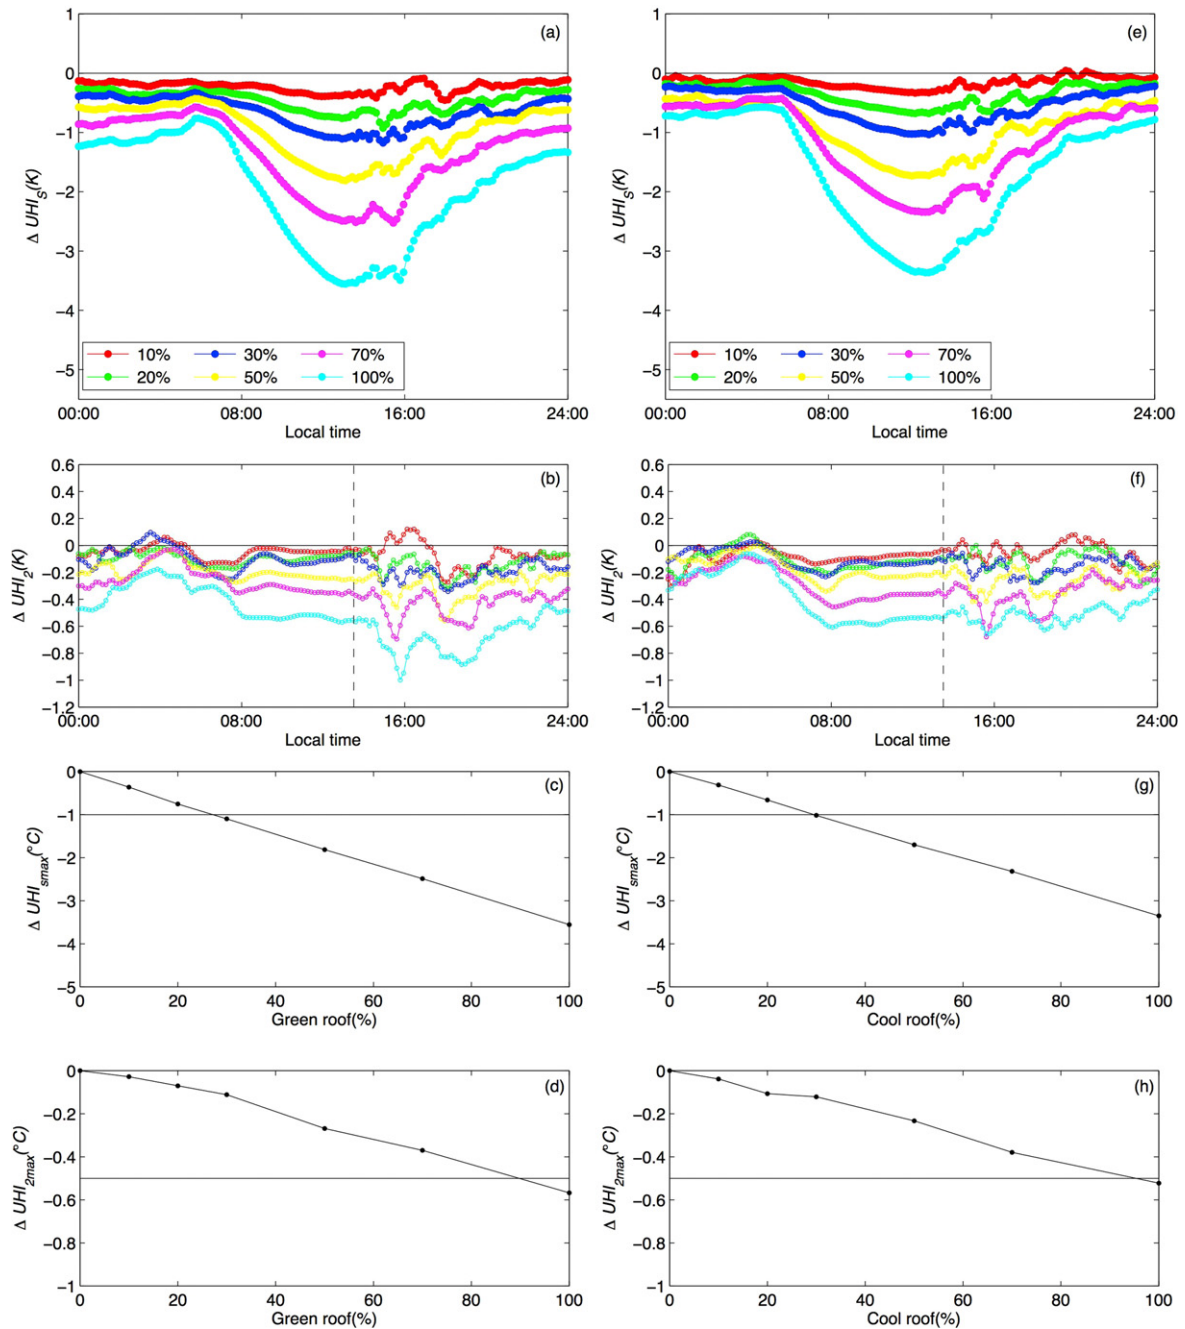 (a)
1
0
−1
−2
−3
−4
−5
Δ UHI_S(K)
10% 30% 70%
20% 50% 100%
00:00 08:00 16:00 24:00
Local time
(e)
1
0
−1
−2
−3
−4
−5
Δ UHI_S(K)
10% 30% 70%
20% 50% 100%
00:00 08:00 16:00 24:00
Local time
(b)
0.6
0.4
0.2
0
−0.2
−0.4
−0.6
−0.8
−1
−1.2
Δ UHI_2(K)
00:00 08:00 16:00 24:00
Local time
(f)
0.6
0.4
0.2
0
−0.2
−0.4
−0.6
−0.8
−1
−1.2
Δ UHI_2(K)
00:00 08:00 16:00 24:00
Local time
(c)
0
−1
−2
−3
−4
−5
Δ UHI_smax(°C)
0 20 40 60 80 100
Green roof(%)
(g)
0
−1
−2
−3
−4
−5
Δ UHI_smax(°C)
0 20 40 60 80 100
Cool roof(%)
(d)
0
−0.2
−0.4
−0.6
−0.8
−1
Δ UHI_2max(°C)
0 20 40 60 80 100
Green roof(%)
(h)
0
−0.2
−0.4
−0.6
−0.8
−1
Δ UHI_2max(°C)
0 20 40 60 80 100
Cool roof(%)